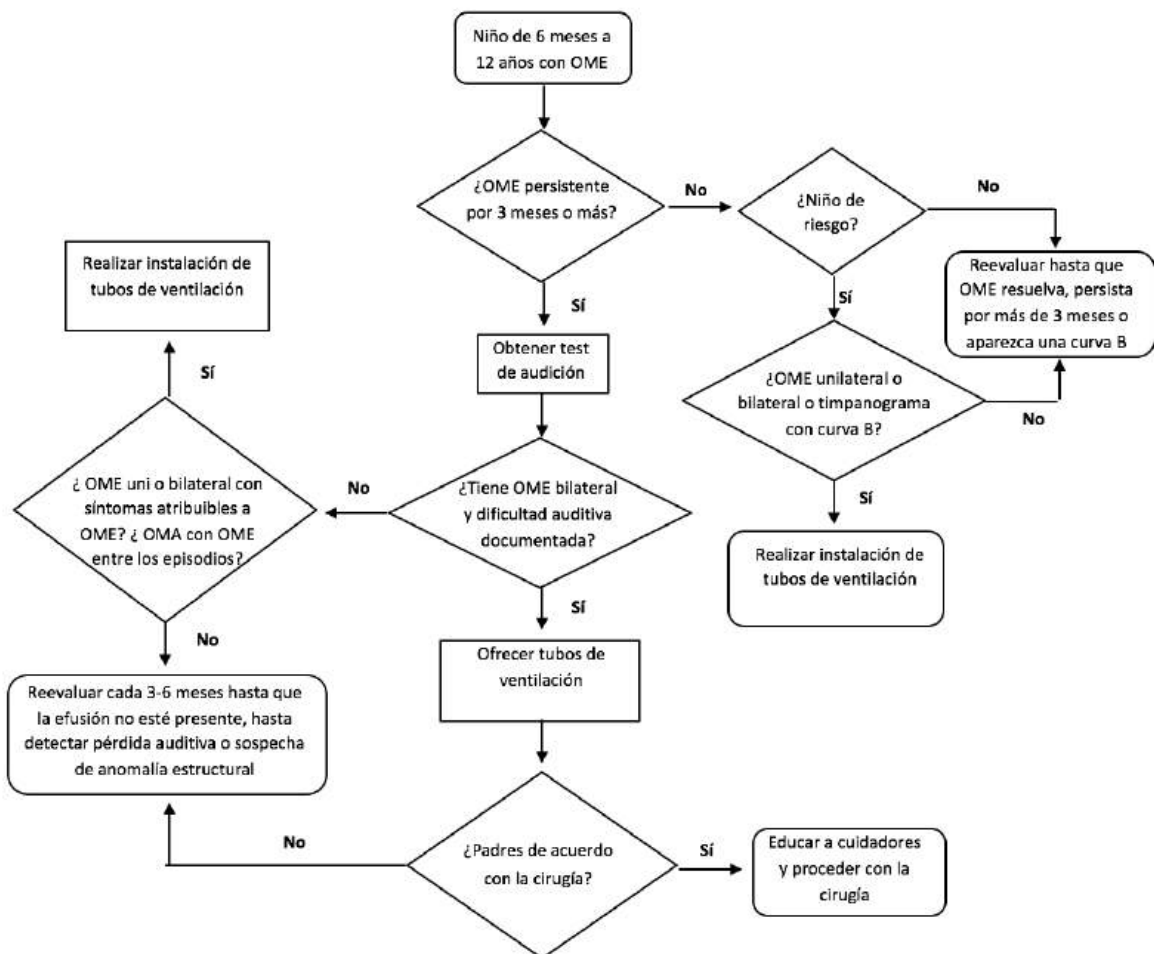 Niño de 6 meses a
12 años con OME
¿OME persistente
por 3 meses o más?
No
¿Niño de
riesgo?
No
Reevaluar hasta que
OME resuelva, persista
por más de 3 meses o
aparezca una curva B
Sí
¿OME unilateral o
bilateral o timpanograma
con curva B?
No
Sí
Realizar instalación de
tubos de ventilación
Sí
Obtener test
de audición
¿Tiene OME bilateral
y dificultad auditiva
documentada?
No
¿ OME uni o bilateral con
síntomas atribuibles a
OME? ¿ OMA con OME
entre los episodios?
Sí
Realizar instalación de
tubos de ventilación
No
Reevaluar cada 3-6 meses hasta que
la efusión no esté presente, hasta
detectar pérdida auditiva o sospecha
de anomalía estructural
Sí
Ofrecer tubos de
ventilación
¿Padres de acuerdo
con la cirugía?
No
Sí
Educar a cuidadores
y proceder con la
cirugía